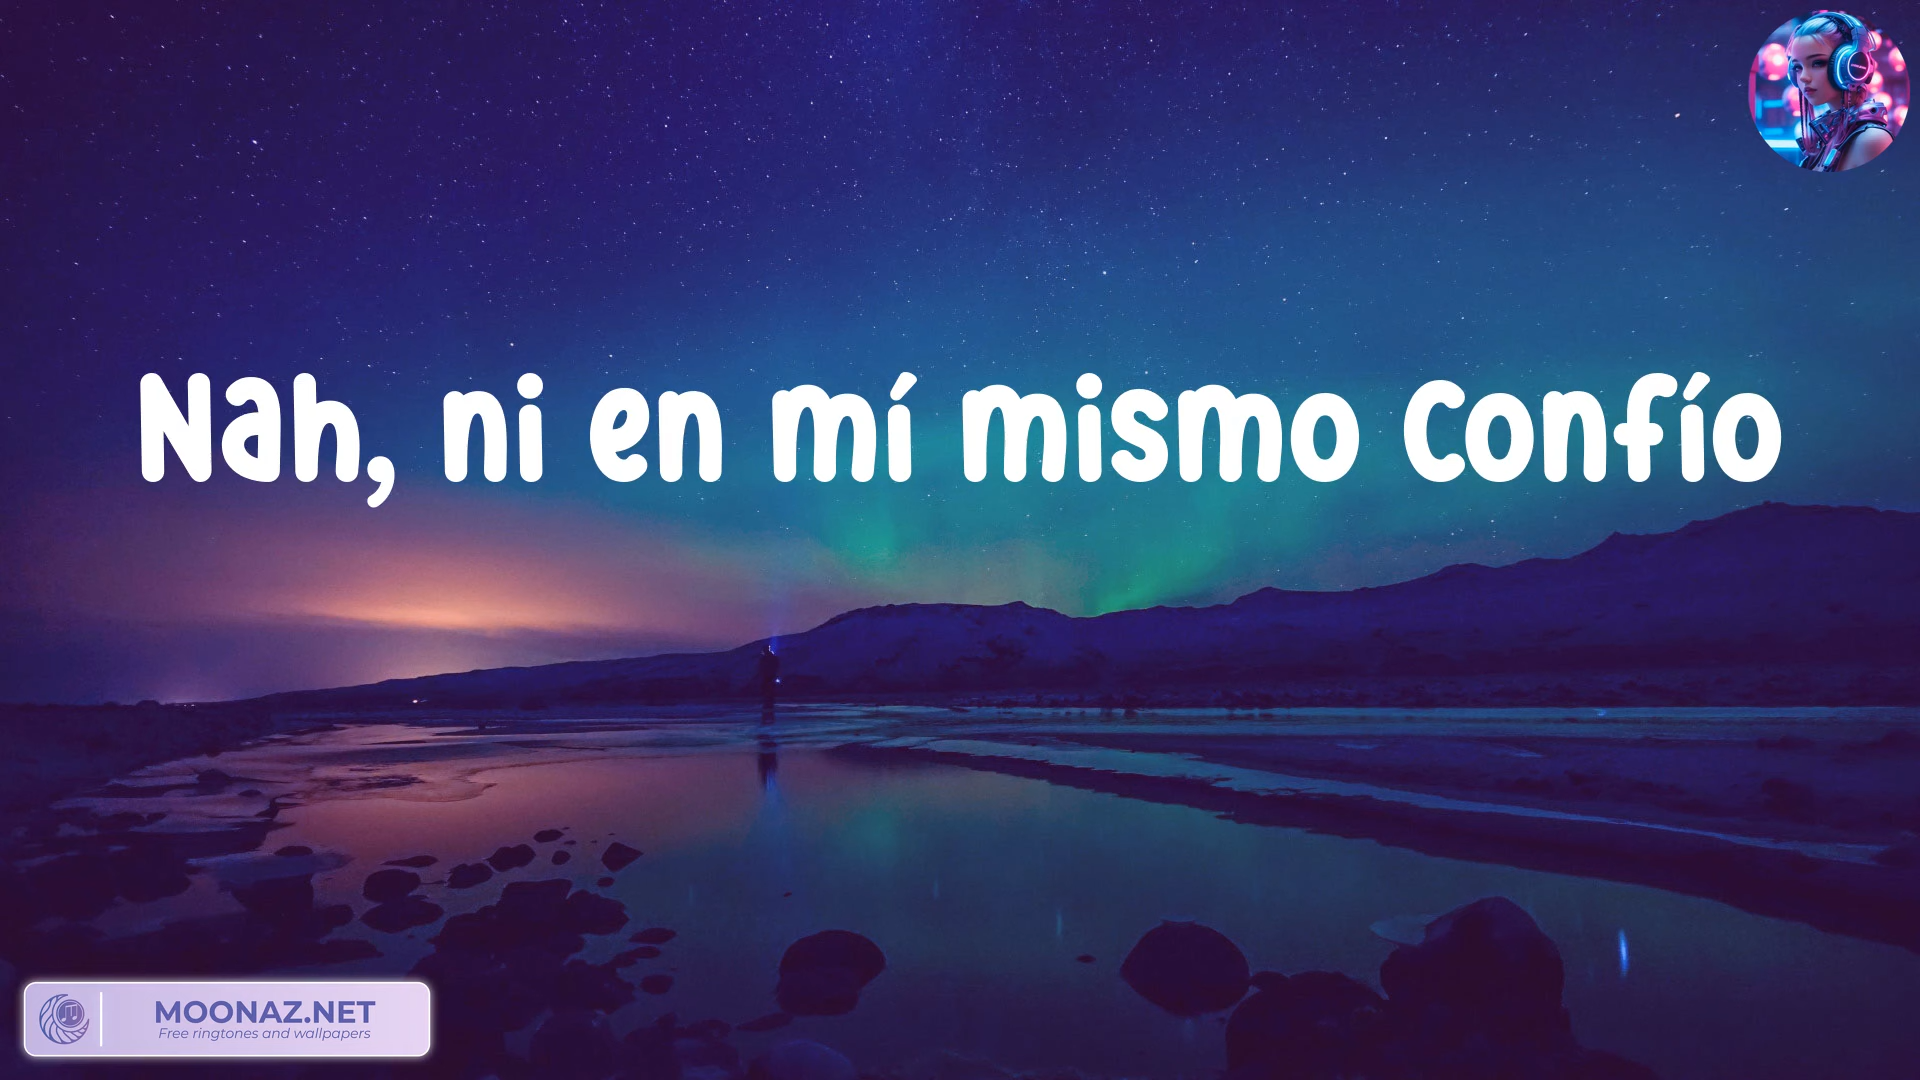 Nah, ni en mí mismo confío
MOONAZ.NET
Free ringtones and wallpapers